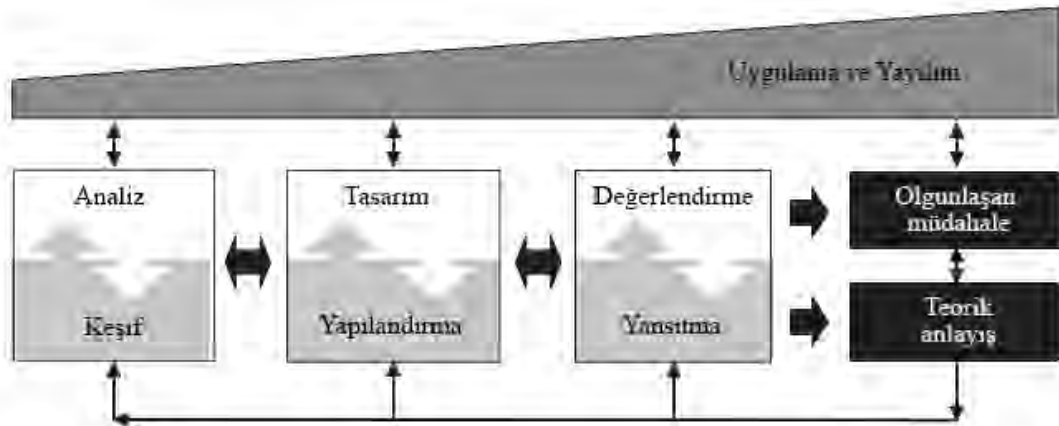 Uygulama ve Yayılım
Analiz
Keşif
Tasarım
Yapılandırma
Değerlendirme
Yansıtma
Olgunlaşan
müdahale
Teorik
anlayış